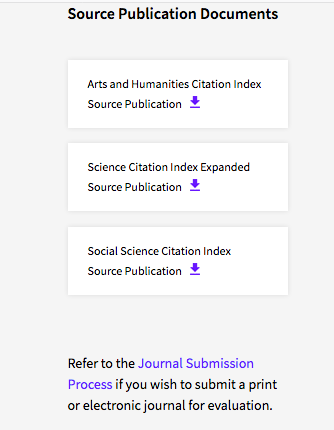 Source Publication Documents
Arts and Humanities Citation Index
Source Publication
Science Citation Index Expanded
Source Publication
Social Science Citation Index
Source Publication
Refer to the Journal Submission
Process if you wish to submit a print
or electronic journal for evaluation.